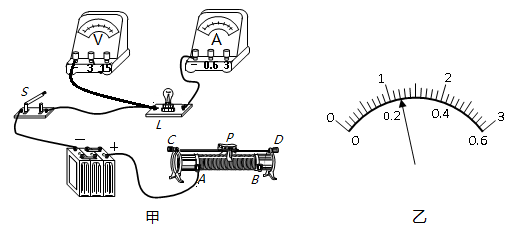 V
A
− 3 15
− 0.6 3
S
L
− +
C P D
A B
甲
0 1 2 3
0 0.2 0.4 0.6
乙